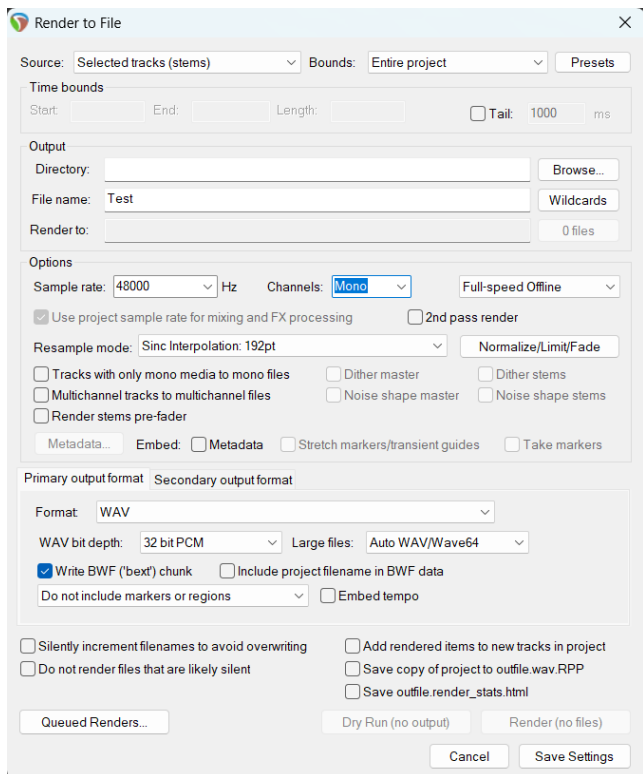 Render to File
Source: Selected tracks (stems) Bounds: Entire project Presets
Time bounds
Start: End: Length: Tail: 1000 ms
Output
Directory: Browse...
File name: Test Wildcards
Render to: 0 files
Options
Sample rate: 48000 Hz Channels: Mono Full-speed Offline
Use project sample rate for mixing and FX processing 2nd pass render
Resample mode: Sinc Interpolation: 192pt Normalize/Limit/Fade
Tracks with only mono media to mono files Dither master Dither stems
Multichannel tracks to multichannel files Noise shape master Noise shape stems
Render stems pre-fader
Metadata... Embed: Metadata Stretch markers/transient guides Take markers
Primary output format Secondary output format
Format: WAV
WAV bit depth: 32 bit PCM Large files: Auto WAV/Wave64
Write BWF ('bext') chunk Include project filename in BWF data
Do not include markers or regions Embed tempo
Silently increment filenames to avoid overwriting Add rendered items to new tracks in project
Do not render files that are likely silent Save copy of project to outfile.wav.RPP
Save outfile.render_stats.html
Queued Renders... Dry Run (no output) Render (no files)
Cancel Save Settings